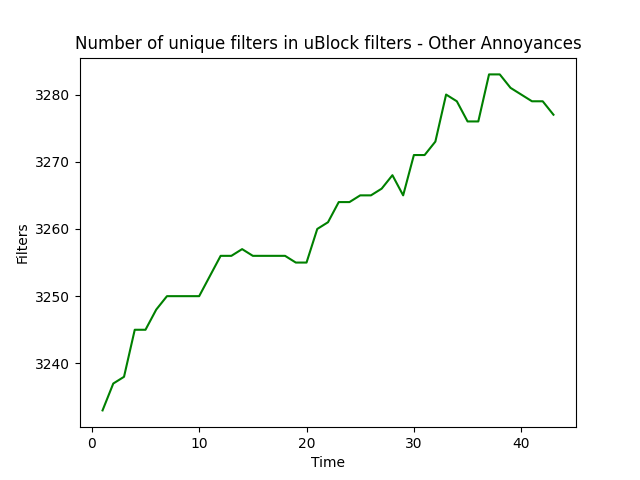 Number of unique filters in uBlock filters - Other Annoyances
3280
3270
3260
3250
3240
Filters
0 10 20 30 40
Time